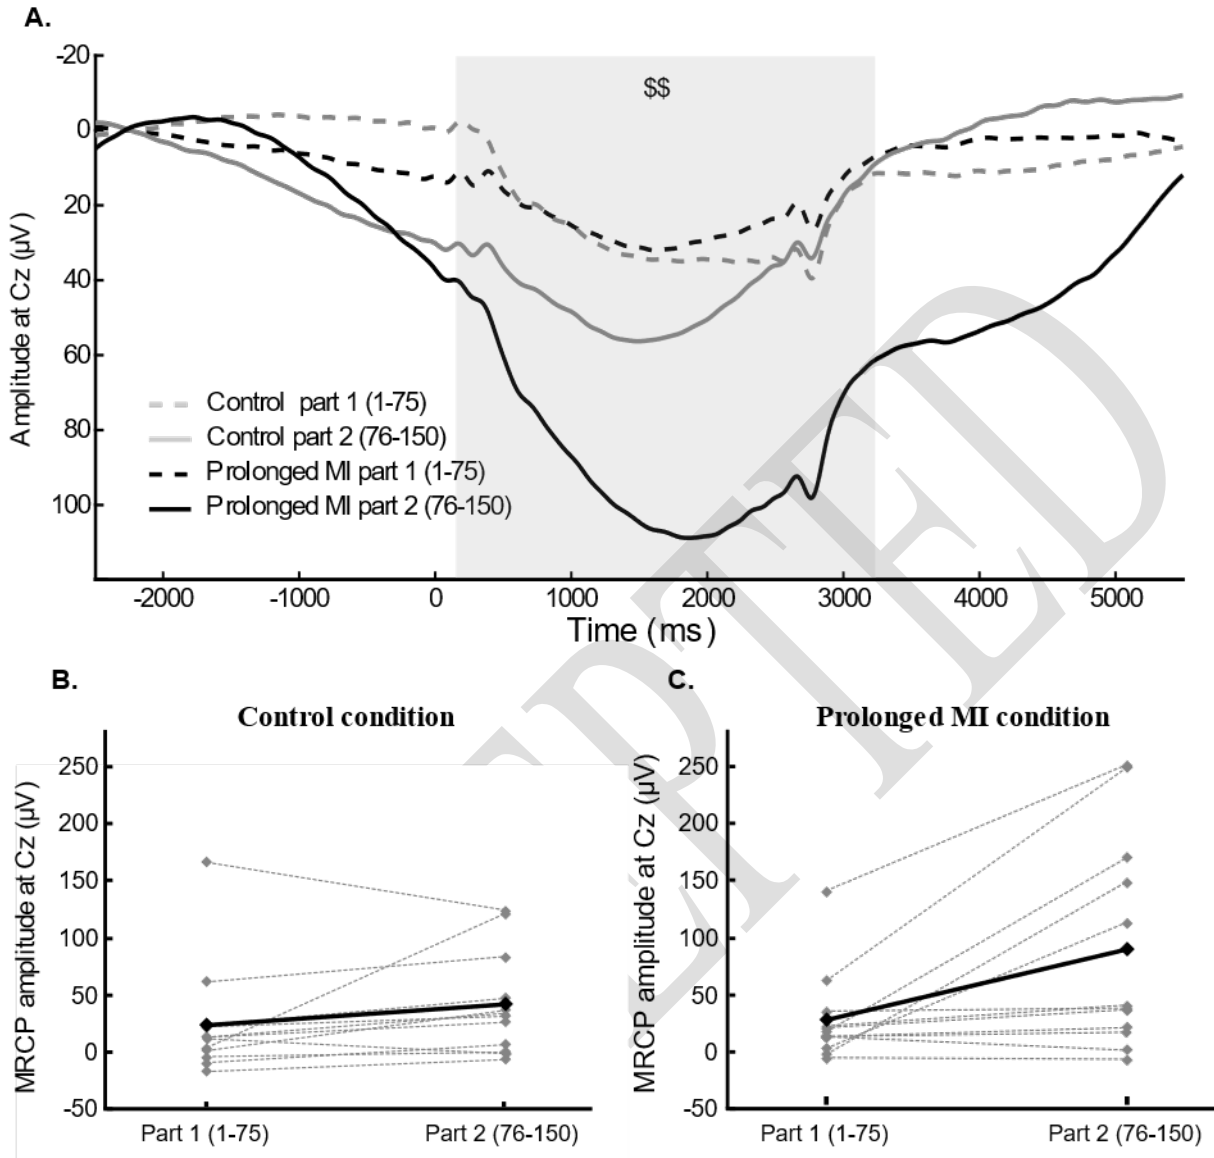 A.
-20
0
20
40
60
80
100
Amplitude at Cz (µV)
$$
Control part 1 (1-75)
Control part 2 (76-150)
Prolonged MI part 1 (1-75)
Prolonged MI part 2 (76-150)
-2000 -1000 0 1000 2000 3000 4000 5000
Time (ms)
B.
Control condition
250
200
150
100
50
0
-50
MRCP amplitude at Cz (µV)
Part 1 (1-75) Part 2 (76-150)
C.
Prolonged MI condition
250
200
150
100
50
0
-50
MRCP amplitude at Cz (µV)
Part 1 (1-75) Part 2 (76-150)